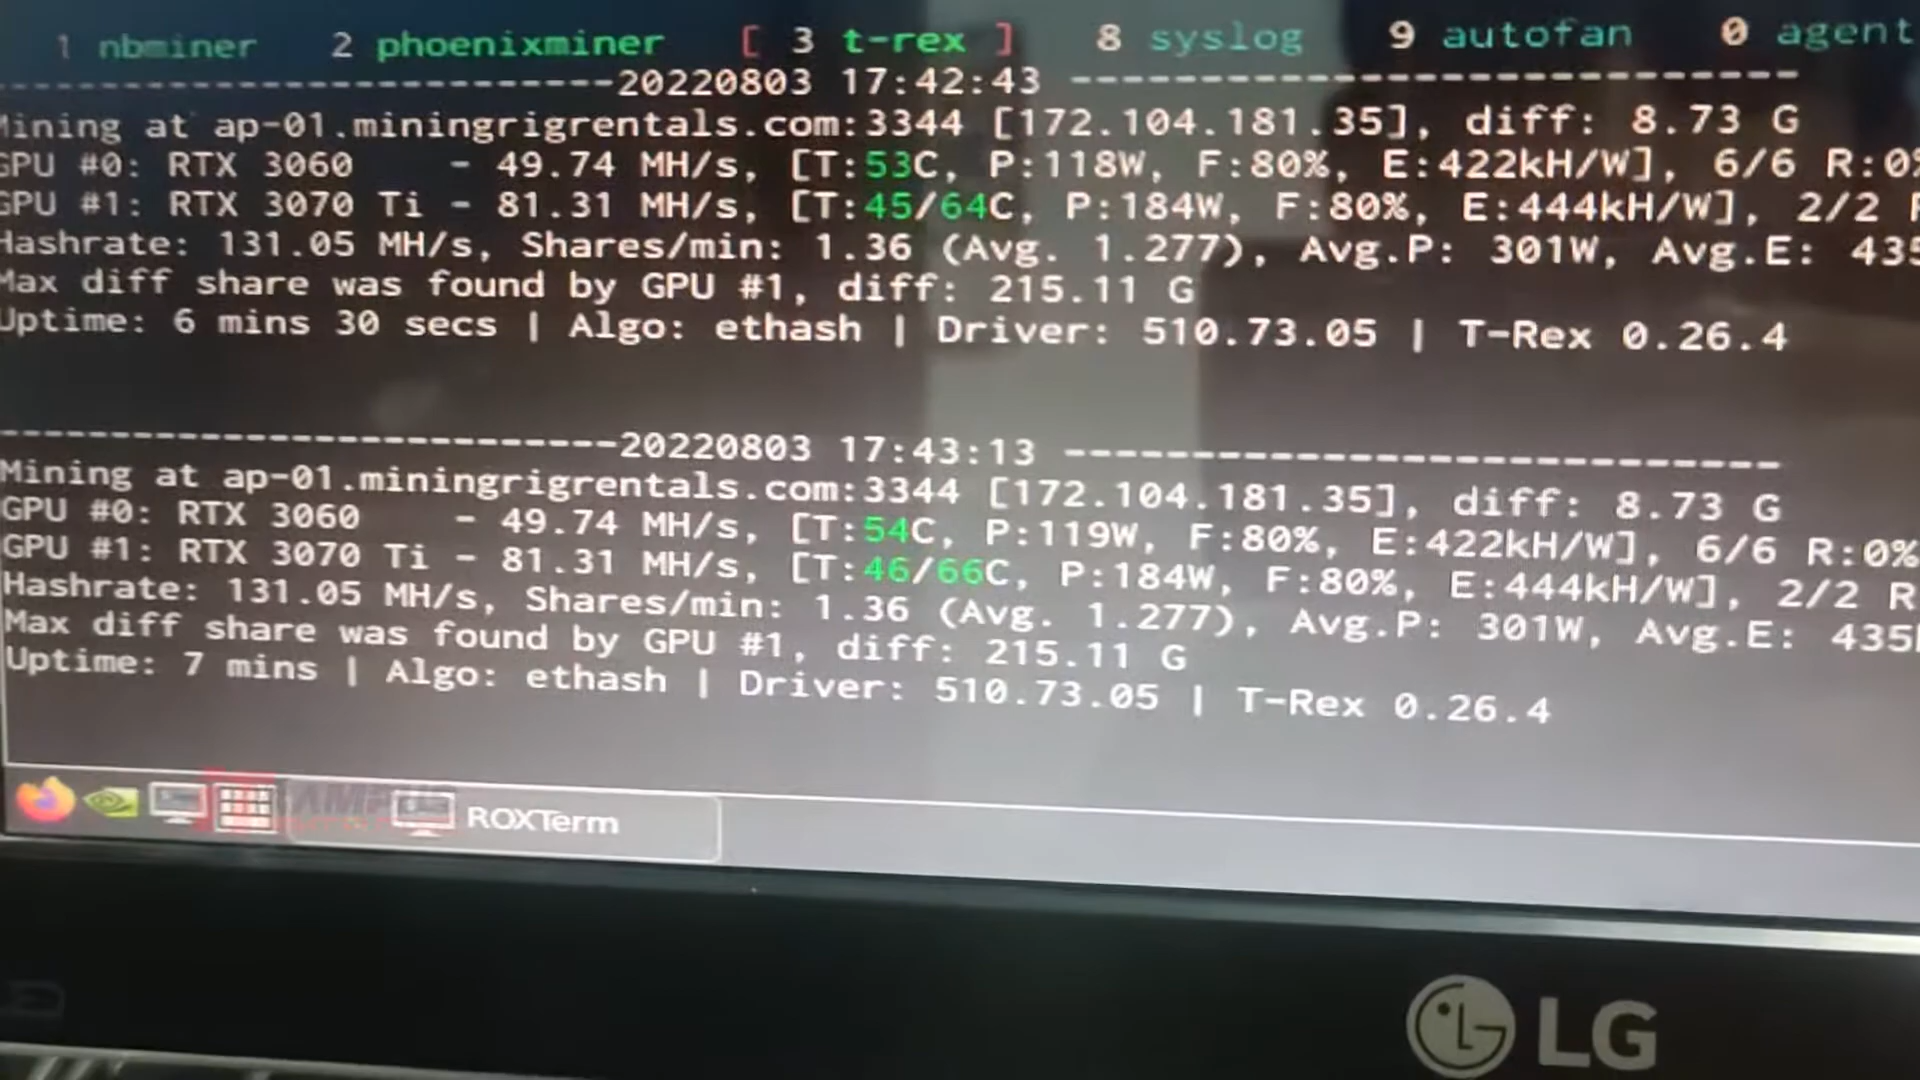 1 nbminer 2 phoenixminer [ 3 t-rex ] 8 syslog 9 autofan 0 agent
-------------------------20220803 17:42:43 -------------------------
Mining at ap-01.miningrigrentals.com:3344 [172.104.181.35], diff: 8.73 G
GPU #0: RTX 3060 - 49.74 MH/s, [T:53C, P:118W, F:80%, E:422kH/W], 6/6 R:0%
GPU #1: RTX 3070 Ti - 81.31 MH/s, [T:45/64C, P:184W, F:80%, E:444kH/W], 2/2 R
Hashrate: 131.05 MH/s, Shares/min: 1.36 (Avg. 1.277), Avg.P: 301W, Avg.E: 435
Max diff share was found by GPU #1, diff: 215.11 G
Uptime: 6 mins 30 secs | Algo: ethash | Driver: 510.73.05 | T-Rex 0.26.4
-------------------------20220803 17:43:13 -------------------------
Mining at ap-01.miningrigrentals.com:3344 [172.104.181.35], diff: 8.73 G
GPU #0: RTX 3060 - 49.74 MH/s, [T:54C, P:119W, F:80%, E:422kH/W], 6/6 R:0%
GPU #1: RTX 3070 Ti - 81.31 MH/s, [T:46/66C, P:184W, F:80%, E:444kH/W], 2/2 R
Hashrate: 131.05 MH/s, Shares/min: 1.36 (Avg. 1.277), Avg.P: 301W, Avg.E: 435
Max diff share was found by GPU #1, diff: 215.11 G
Uptime: 7 mins | Algo: ethash | Driver: 510.73.05 | T-Rex 0.26.4
ROXTerm
LG